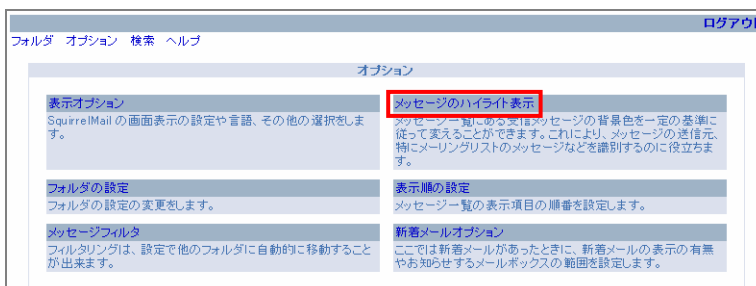 ログアウト
フォルダ オプション 検索 ヘルプ
オプション
表示オプション
SquirrelMail の画面表示の設定や言語、その他の選択をしま
す。
メッセージのハイライト表示
メッセージ一覧にある受信メッセージの背景色を一定の基準に
従って変えることができます。これにより、メッセージの送信元、
特にメーリングリストのメッセージなどを識別するのに役立ちま
す。
フォルダの設定
フォルダの設定の変更をします。
表示順の設定
メッセージ一覧の表示項目の順番を設定します。
メッセージフィルタ
フィルタリングは、設定で他のフォルダに自動的に移動すること
が出来ます。
新着メールオプション
ここでは新着メールがあったときに、新着メールの表示の有無
やお知らせするメールボックスの範囲を設定します。